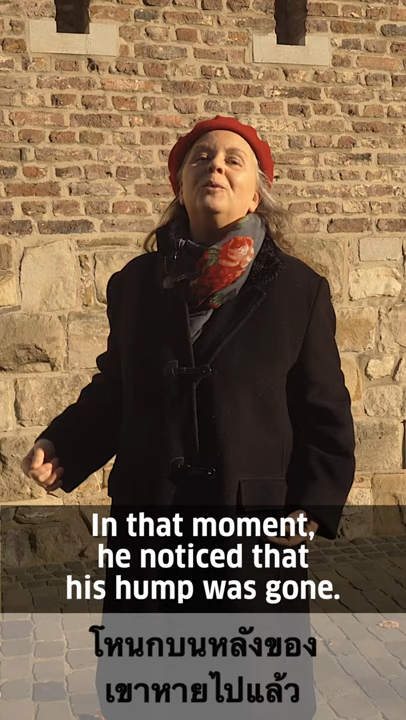 In that moment,
he noticed that
his hump was gone.
โหนกบนหลังของ
เขาหายไปแล้ว